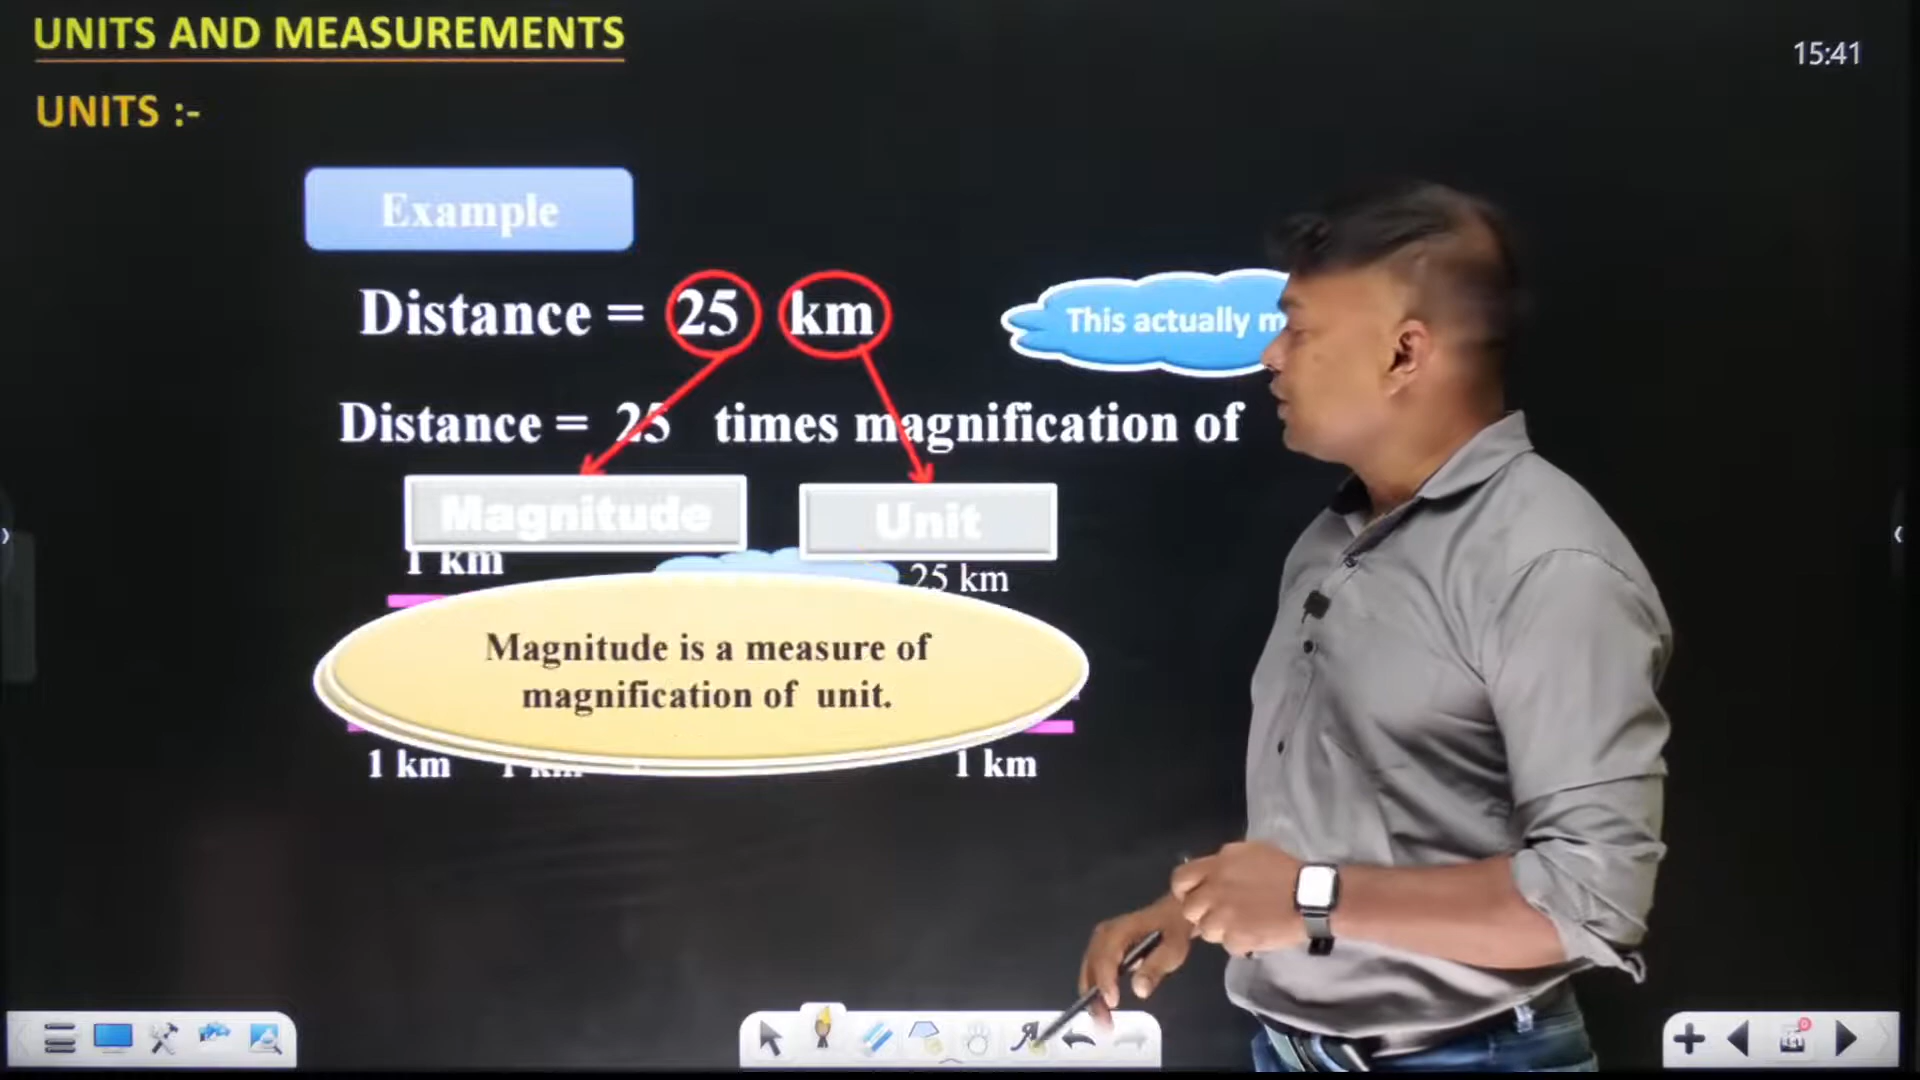 UNITS AND MEASUREMENTS
15:41
UNITS :-
Example
Distance = 25 km
This actually
Distance = 25 times magnification of
Magnitude
Unit
1 km
25 km
Magnitude is a measure of
magnification of unit.
1 km
1 km